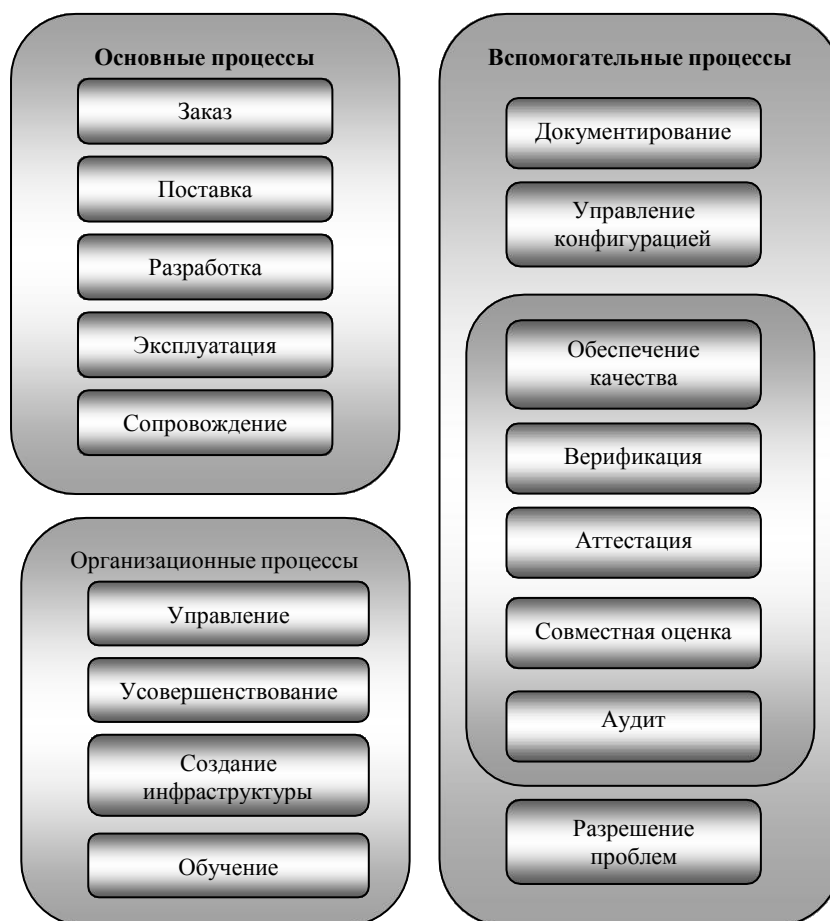 Основные процессы
Заказ
Поставка
Разработка
Эксплуатация
Сопровождение
Организационные процессы
Управление
Усовершенствование
Создание
инфраструктуры
Обучение
Вспомогательные процессы
Документирование
Управление
конфигурацией
Обеспечение
качества
Верификация
Аттестация
Совместная оценка
Аудит
Разрешение
проблем